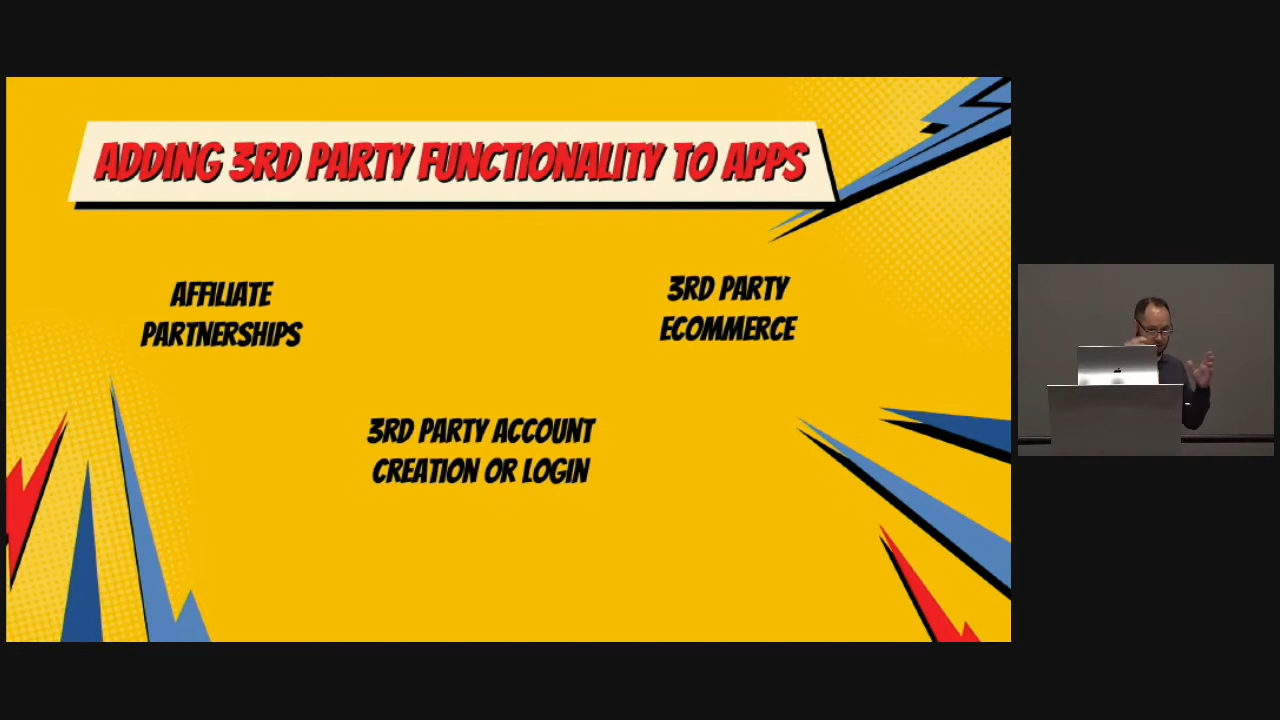 ADDING 3RD PARTY FUNCTIONALITY TO APPS
AFFILIATE
PARTNERSHIPS
3RD PARTY
ECOMMERCE
3RD PARTY ACCOUNT
CREATION OR LOGIN